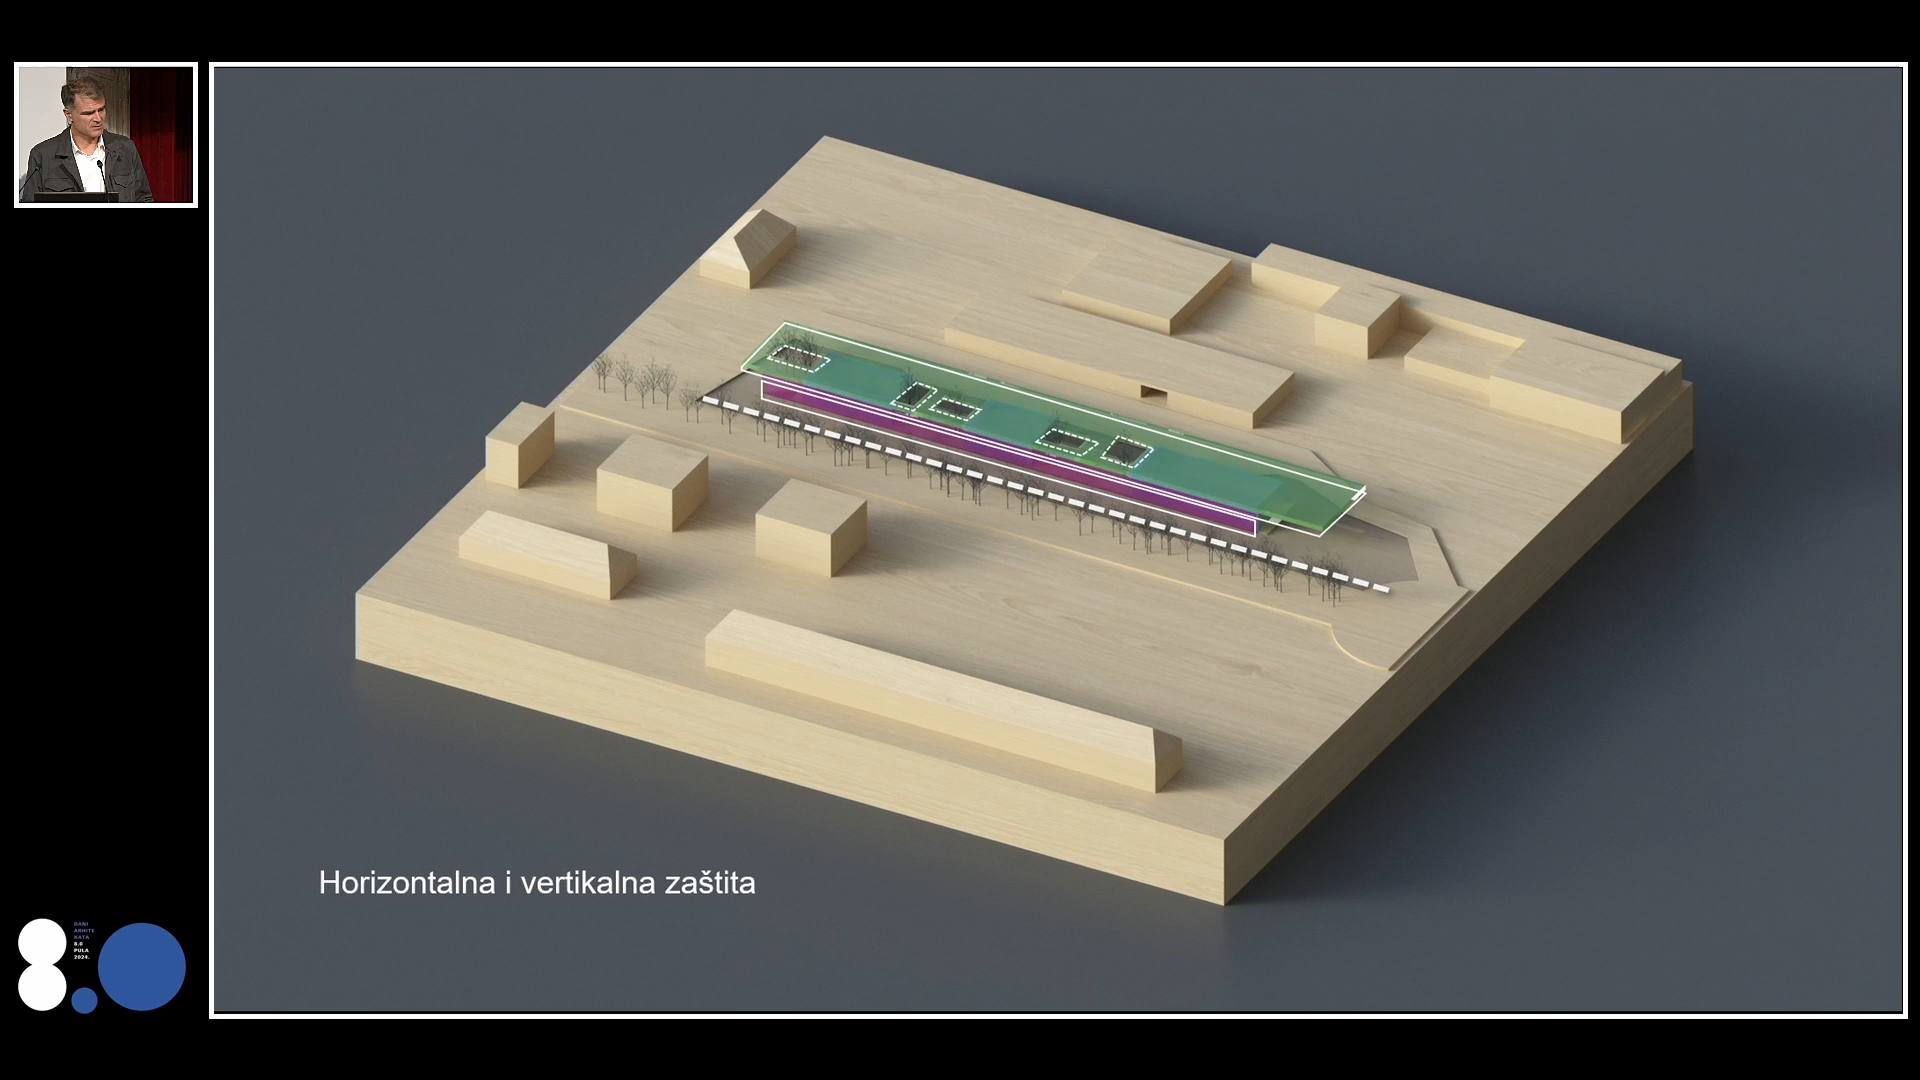 Horizontalna i vertikalna zaštita
DANI
ARHITE
KATA
8.0
PULA
2024.